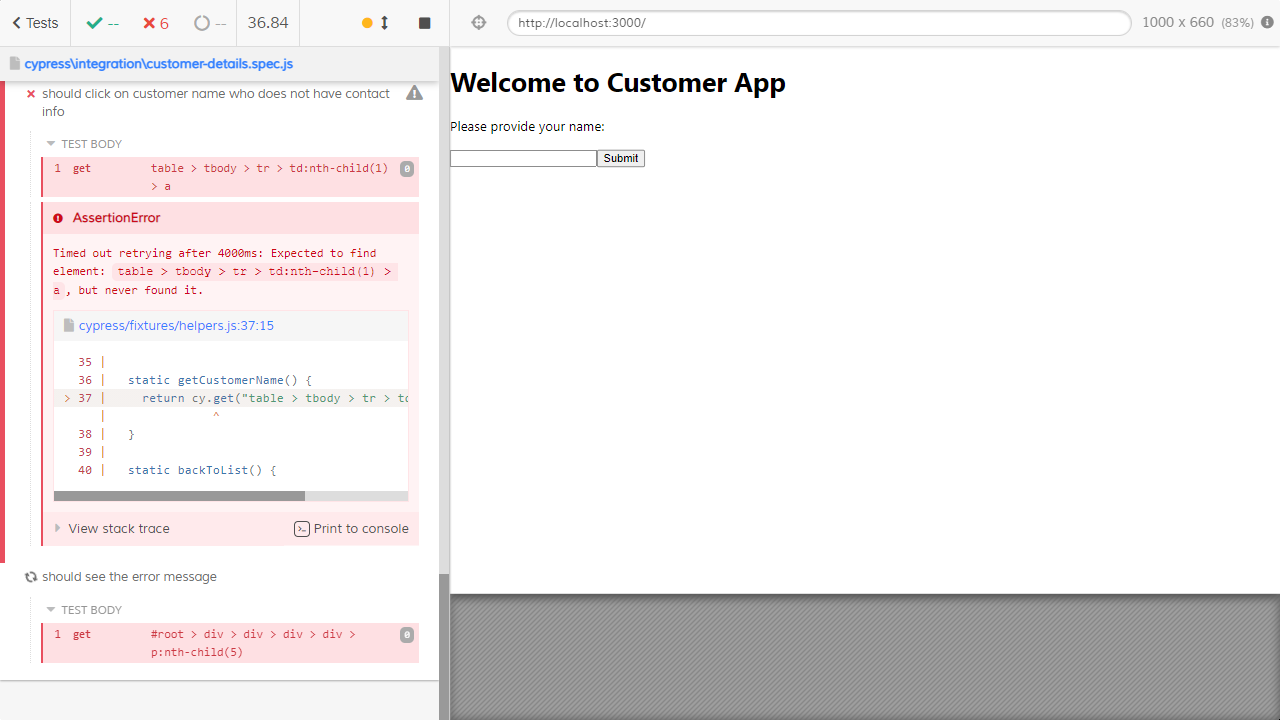 Tests
--
6
--
36.84
http://localhost:3000/
1000 x 660 (83%)
cypress\integration\customer-details.spec.js
should click on customer name who does not have contact
info
TEST BODY
1 get table > tbody > tr > td:nth-child(1) 0
> a
AssertionError
Timed out retrying after 4000ms: Expected to find
element: table > tbody > tr > td:nth-child(1) >
a , but never found it.
cypress/fixtures/helpers.js:37:15
35 |
36 | static getCustomerName() {
> 37 | return cy.get("table > tbody > tr > td
| ^
38 | }
39 |
40 | static backToList() {
View stack trace
Print to console
should see the error message
TEST BODY
1 get #root > div > div > div > div > 0
p:nth-child(5)
Welcome to Customer App
Please provide your name:
Submit